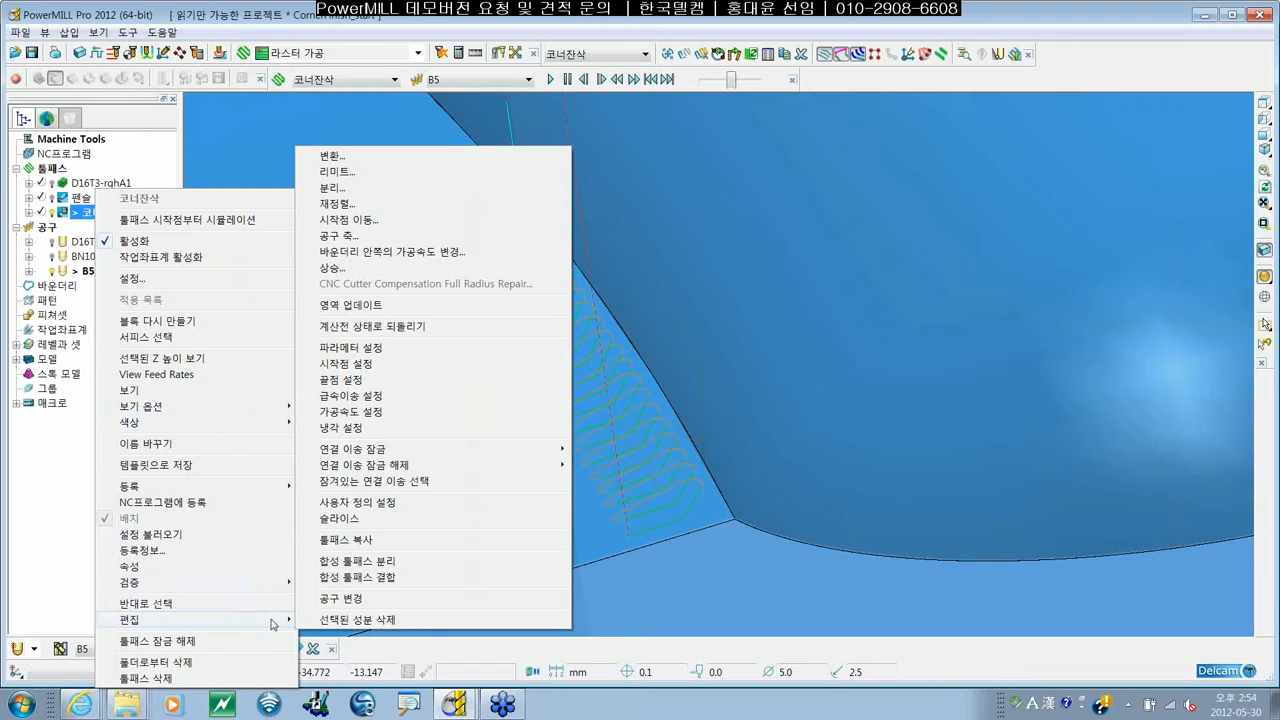 PowerMILL 데모버전 요청 및 견적 문의 | 한국델켐 | 홍대윤 선임 | 010-2908-6608
PowerMILL Pro 2012 (64-bit) - [ 읽기만 가능한 프로젝트 * CornerFinish_start ]
파일 뷰 삽입 보기 도구 도움말
라스터 가공
코너잔삭
코너잔삭
B5
Machine Tools
NC프로그램
툴패스
D16T3-rghA1
펜슬
> 코너
공구
D16T
BN10
> B5
바운더리
패턴
피쳐셋
작업좌표계
레벨과 셋
모델
스톡 모델
그룹
매크로
코너잔삭
툴패스 시작점부터 시뮬레이션
활성화
작업좌표계 활성화
설정...
적용 목록
블록 다시 만들기
서피스 선택
선택된 Z 높이 보기
View Feed Rates
보기
보기 옵션
색상
이름 바꾸기
템플릿으로 저장
등록
NC프로그램에 등록
배치
설정 불러오기
등록정보...
속성
검증
반대로 선택
편집
툴패스 잠금 해제
폴더로부터 삭제
툴패스 삭제
변환...
리미트...
분리...
재정렬...
시작점 이동...
공구 축...
바운더리 안쪽의 가공속도 변경...
상승...
CNC Cutter Compensation Full Radius Repair...
영역 업데이트
계산전 상태로 되돌리기
파라메터 설정
시작점 설정
끝점 설정
급속이송 설정
가공속도 설정
냉각 설정
연결 이송 잠금
연결 이송 잠금 해제
잠겨있는 연결 이송 선택
사용자 정의 설정
슬라이스
툴패스 복사
합성 툴패스 분리
합성 툴패스 결합
공구 변경
선택된 성분 삭제
B5
-34.772 -13.147 mm 0.1 0.0 5.0 2.5
Delcam
漢
오후 2:54
2012-05-30